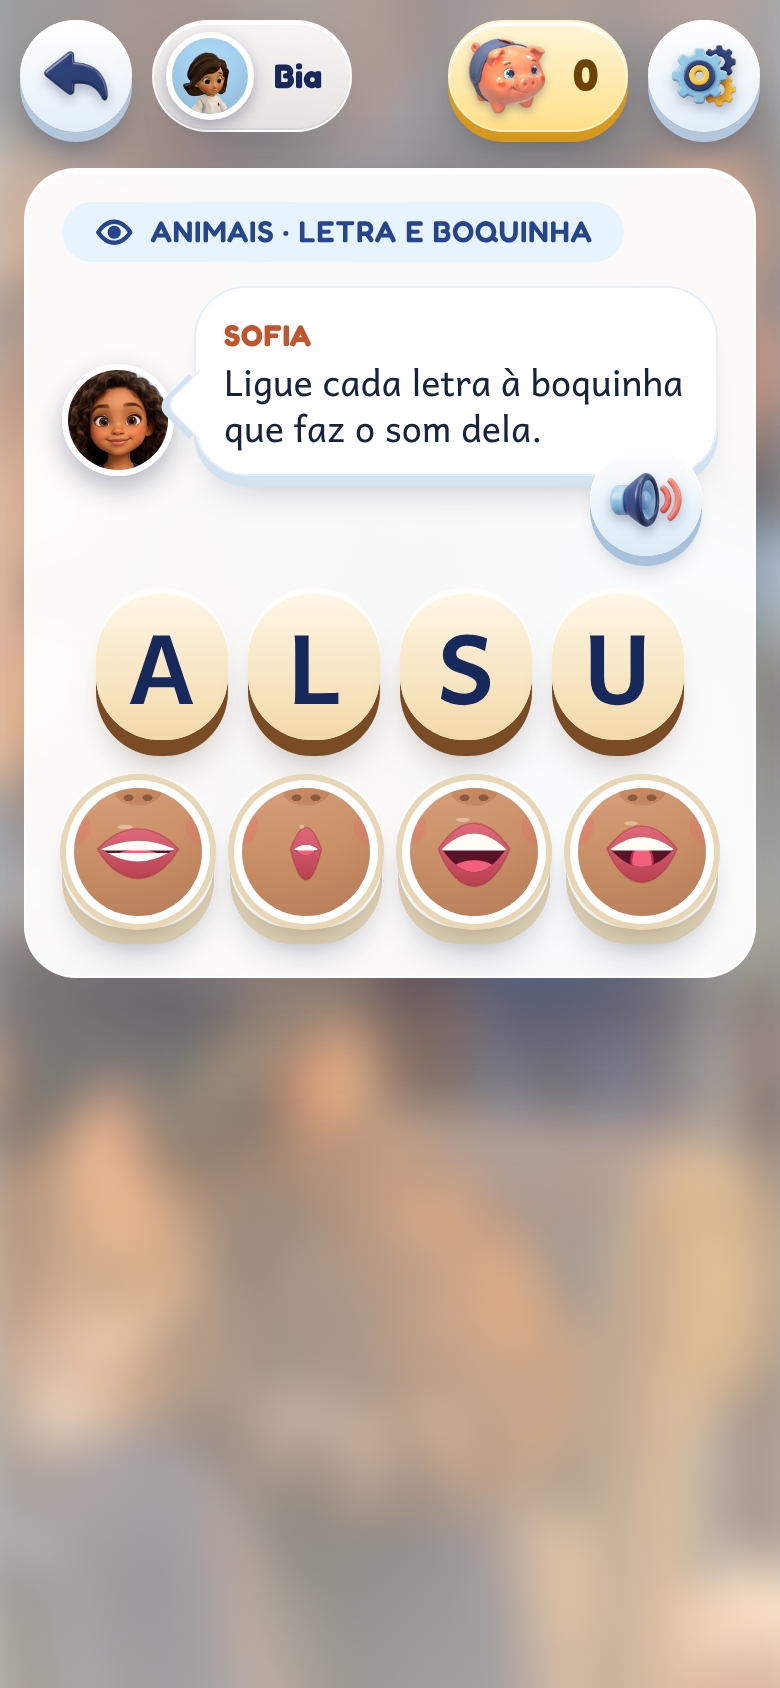 Bia
0
ANIMAIS · LETRA E BOQUINHA
SOFIA
Ligue cada letra à boquinha
que faz o som dela.
A L S U